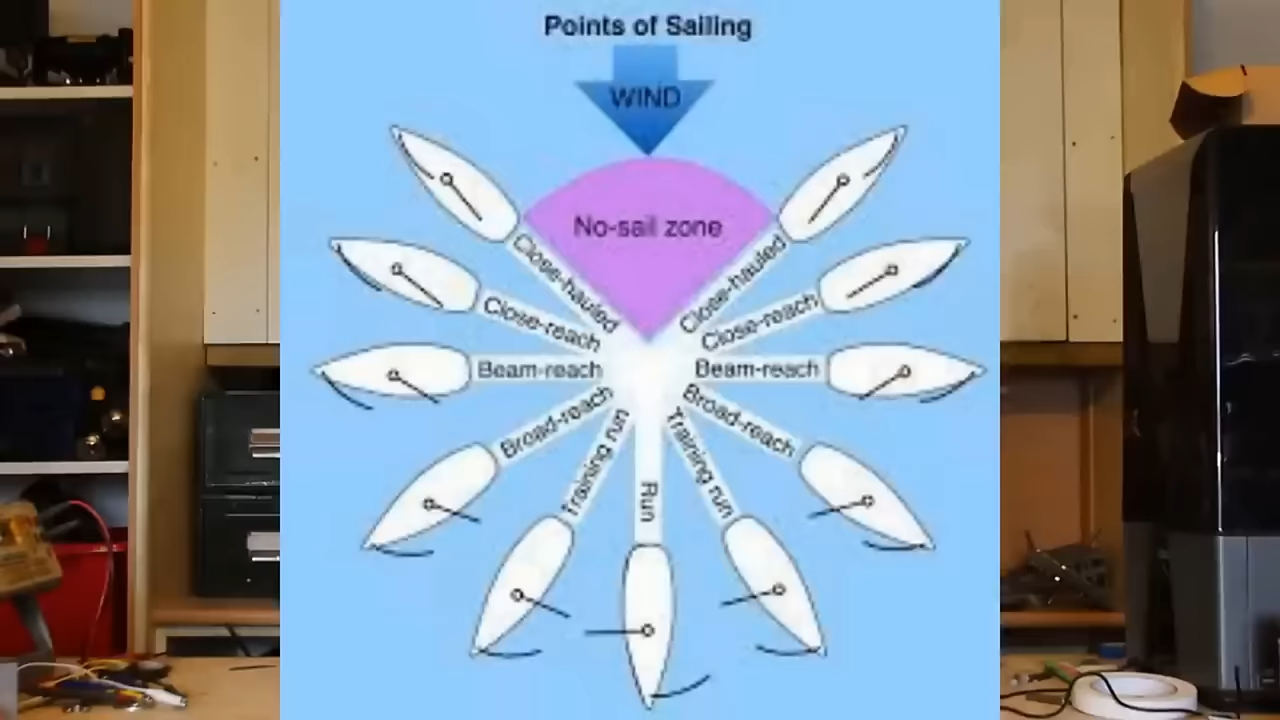 Points of Sailing
WIND
No-sail zone
Close-hauled
Close-hauled
Close-reach
Close-reach
Beam-reach
Beam-reach
Broad-reach
Broad-reach
Training run
Training run
Run